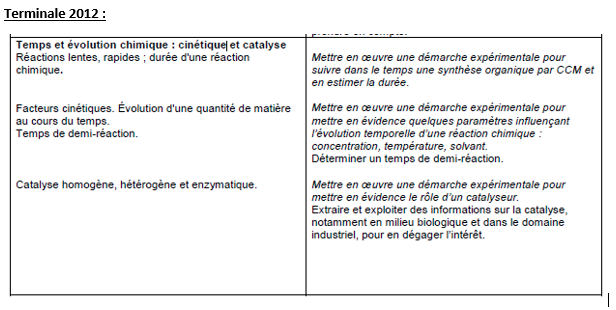 Terminale 2012 :
prendre en compte.
Temps et évolution chimique : cinétique et catalyse
Réactions lentes, rapides ; durée d'une réaction
chimique.
Mettre en œuvre une démarche expérimentale pour
suivre dans le temps une synthèse organique par CCM et
en estimer la durée.
Facteurs cinétiques. Évolution d'une quantité de matière
au cours du temps.
Temps de demi-réaction.
Mettre en œuvre une démarche expérimentale pour
mettre en évidence quelques paramètres influençant
l'évolution temporelle d'une réaction chimique :
concentration, température, solvant.
Déterminer un temps de demi-réaction.
Catalyse homogène, hétérogène et enzymatique.
Mettre en œuvre une démarche expérimentale pour
mettre en évidence le rôle d'un catalyseur.
Extraire et exploiter des informations sur la catalyse,
notamment en milieu biologique et dans le domaine
industriel, pour en dégager l'intérêt.